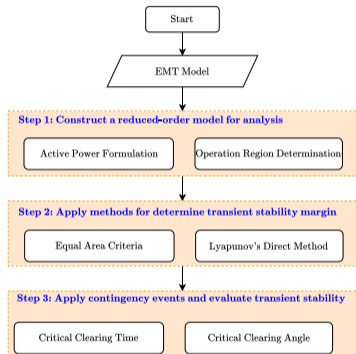 Start
EMT Model
Step 1: Construct a reduced-order model for analysis
Active Power Formulation
Operation Region Determination
Step 2: Apply methods for determine transient stability margin
Equal Area Criteria
Lyapunov's Direct Method
Step 3: Apply contingency events and evaluate transient stability
Critical Clearing Time
Critical Clearing Angle